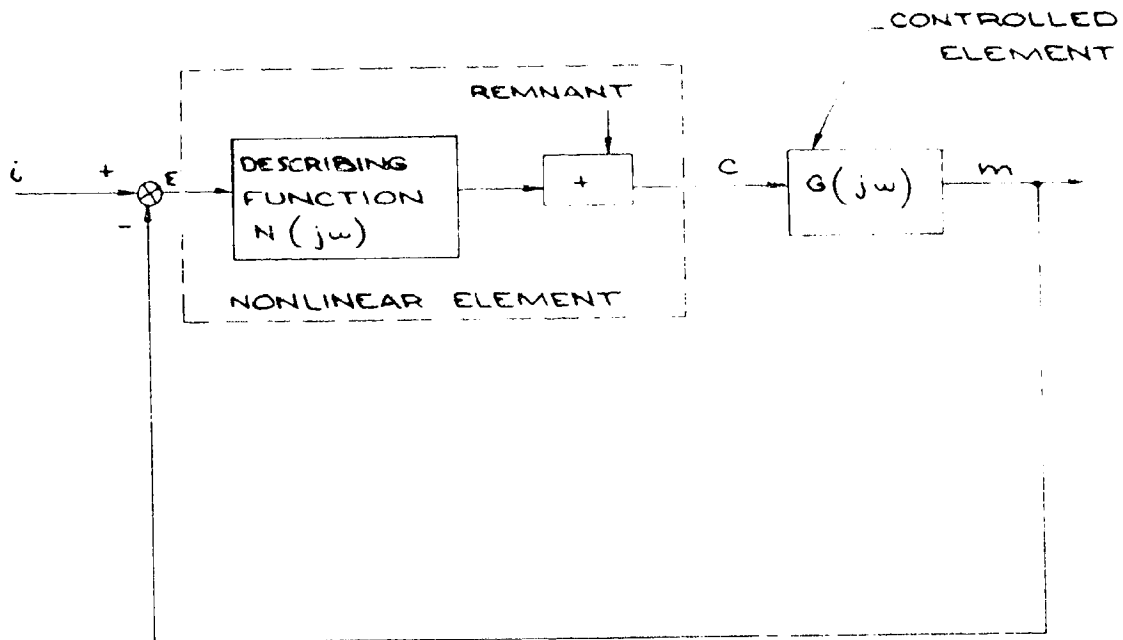 CONTROLLED
ELEMENT
REMNANT
i
+
-
ε
DESCRIBING
FUNCTION
N(jω)
+
C
G(jω)
m
NONLINEAR ELEMENT